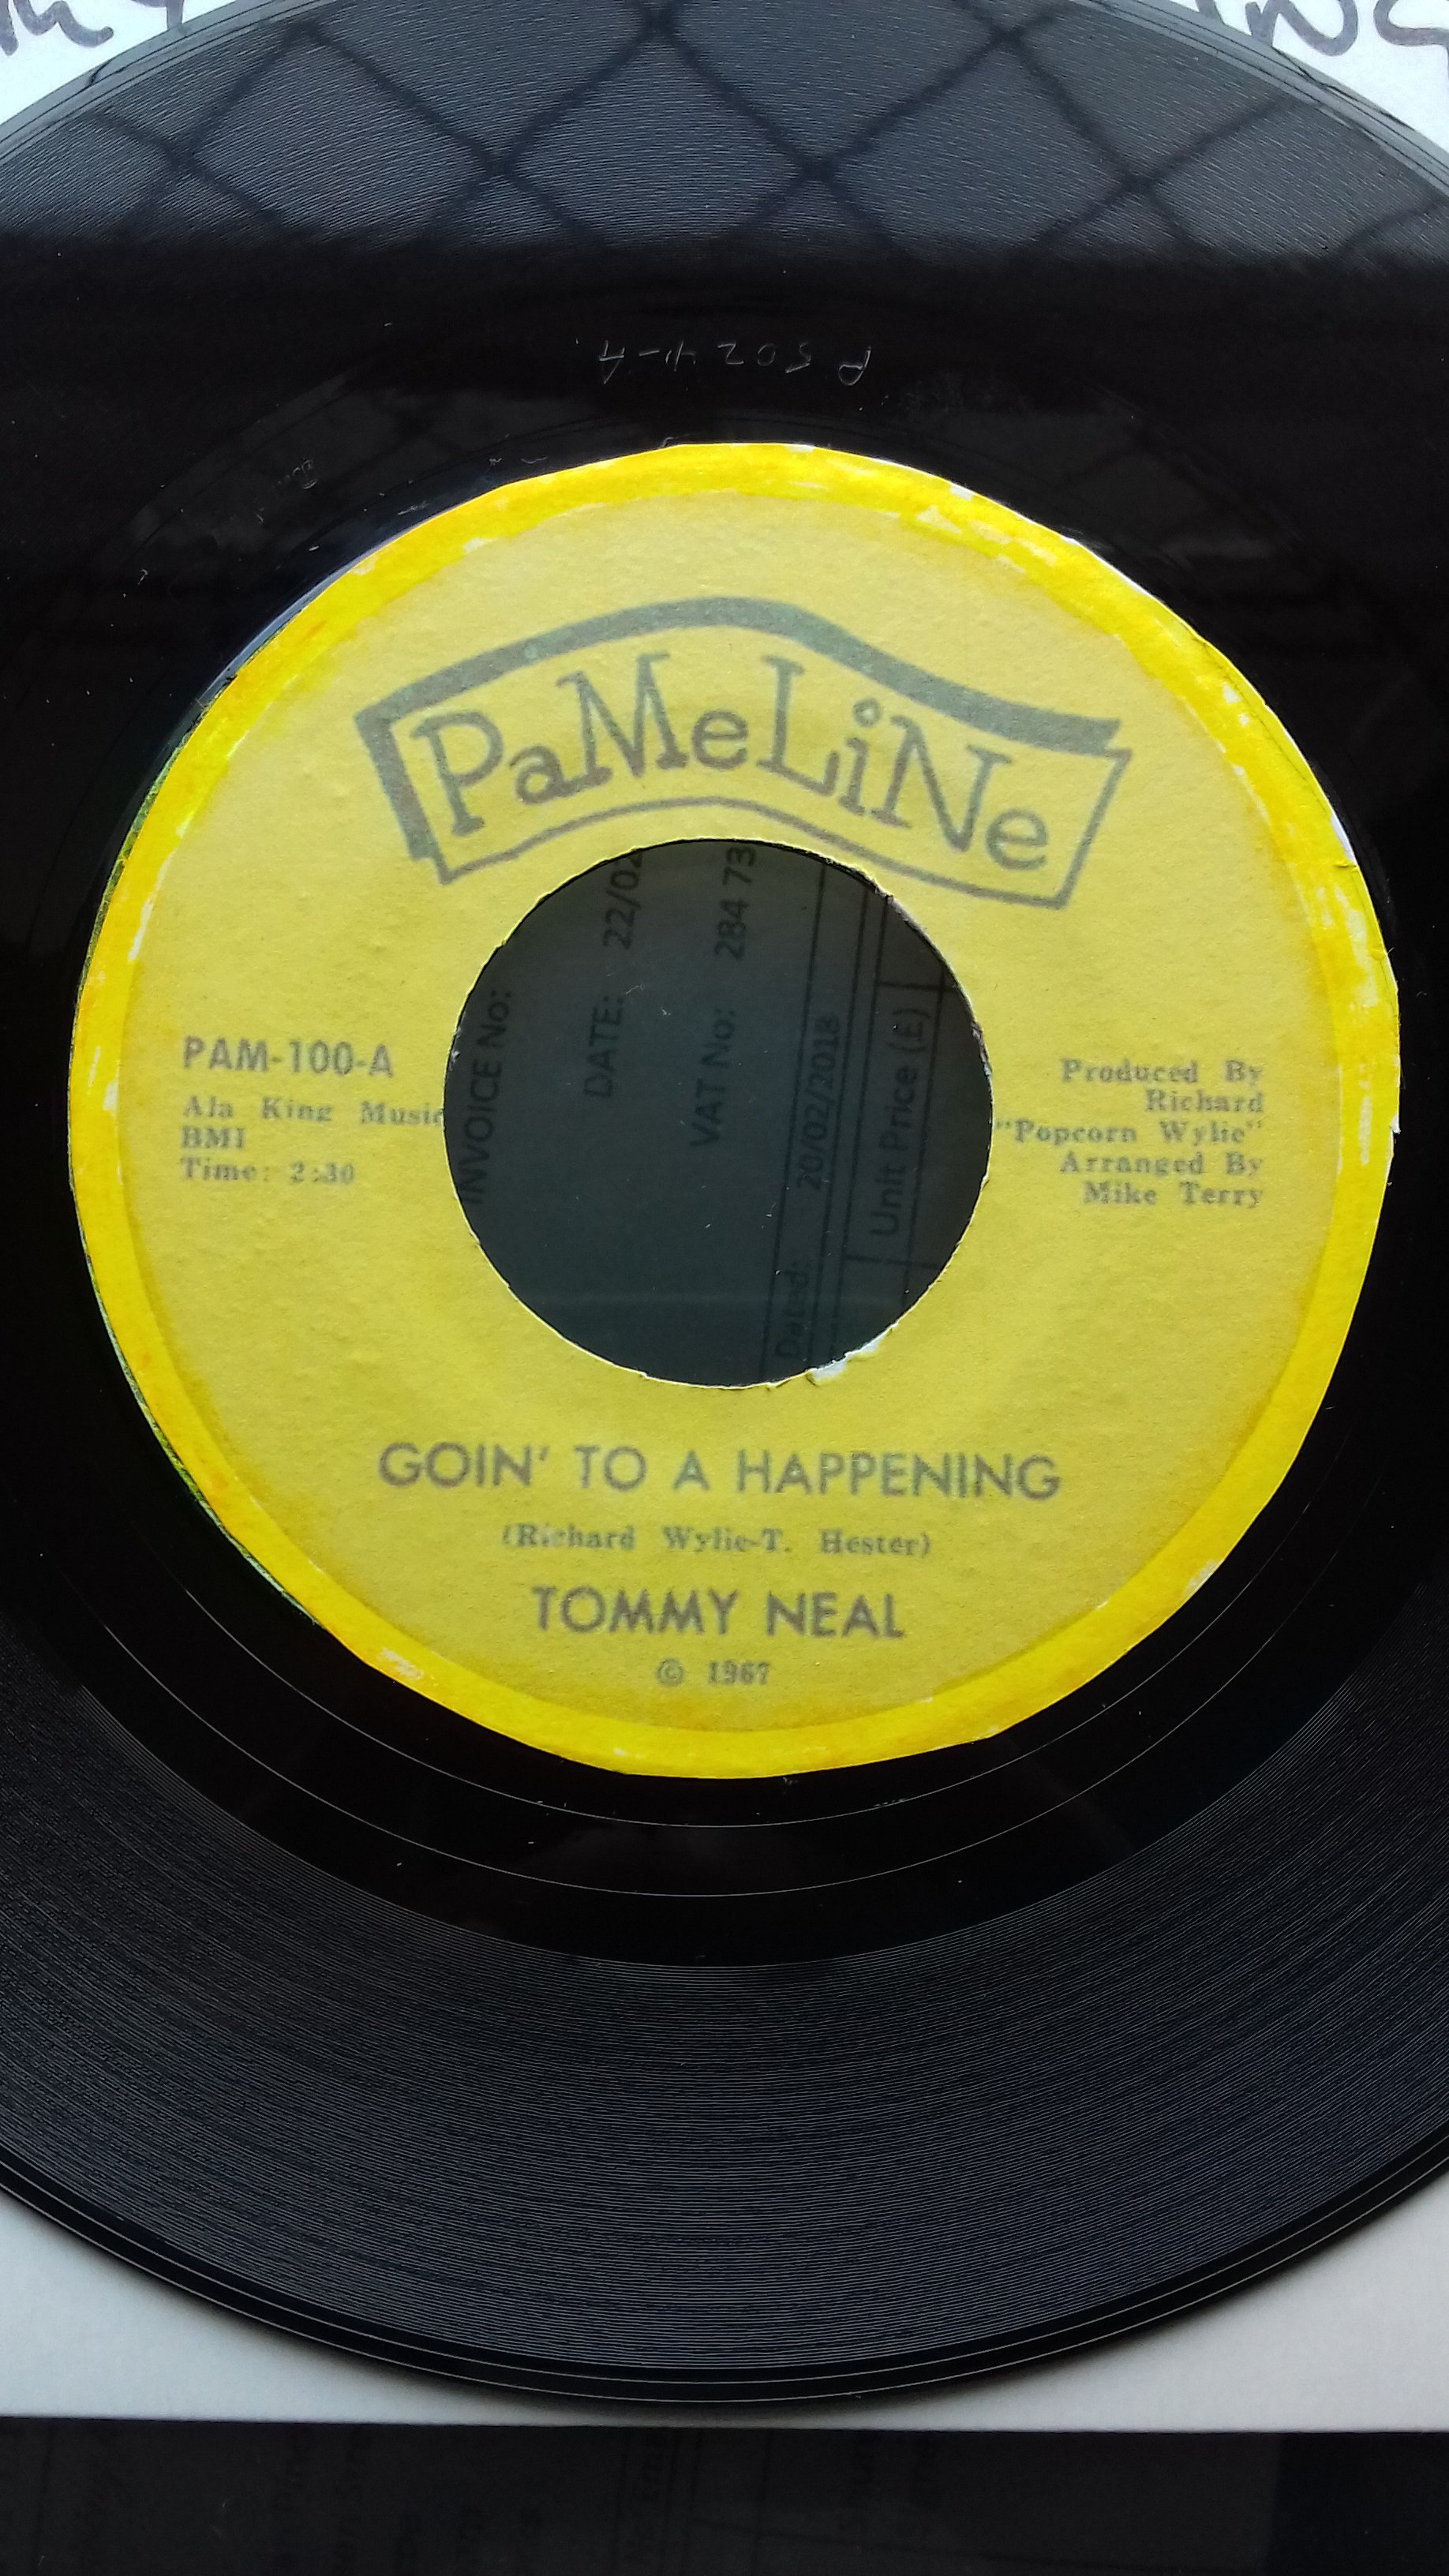 P 5024-A
PaMeLiNe
PAM-100-A
Ala King Music
BMI
Time: 2:30
Produced By
Richard
"Popcorn Wylie"
Arranged By
Mike Terry
INVOICE No:
DATE: 22/02
VAT No: 284 73
Dated: 20/02/2018
Unit Price (£)
GOIN' TO A HAPPENING
(Richard Wylie-T. Hester)
TOMMY NEAL
© 1967